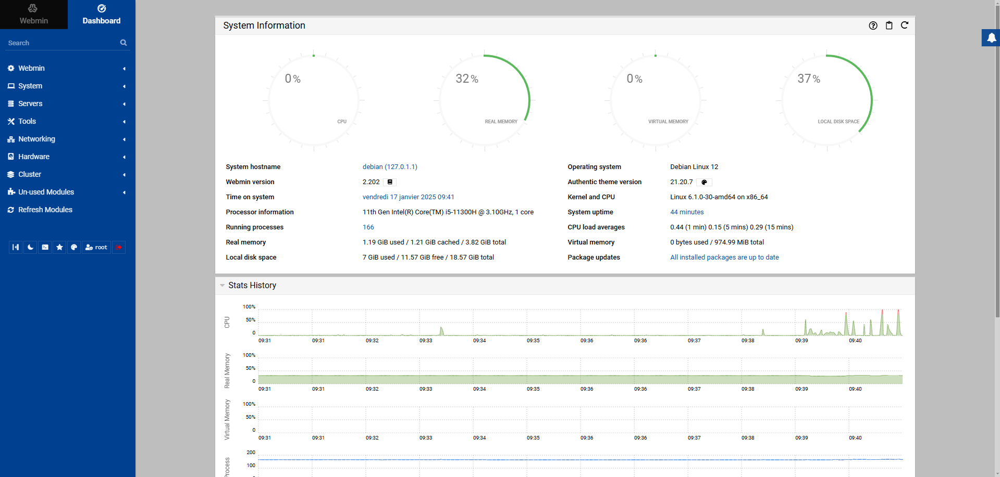 Webmin
Dashboard
Search
Webmin
System
Servers
Tools
Networking
Hardware
Cluster
Un-used Modules
Refresh Modules
root
System Information
0%
CPU
32%
REAL MEMORY
0%
VIRTUAL MEMORY
37%
LOCAL DISK SPACE
System hostname debian (127.0.1.1) Operating system Debian Linux 12
Webmin version 2.202 Authentic theme version 21.20.7
Time on system vendredi 17 janvier 2025 09:41 Kernel and CPU Linux 6.1.0-30-amd64 on x86_64
Processor information 11th Gen Intel(R) Core(TM) i5-11300H @ 3.10GHz, 1 core System uptime 44 minutes
Running processes 166 CPU load averages 0.44 (1 min) 0.15 (5 mins) 0.29 (15 mins)
Real memory 1.19 GiB used / 1.21 GiB cached / 3.82 GiB total Virtual memory 0 bytes used / 974.99 MiB total
Local disk space 7 GiB used / 11.57 GiB free / 18.57 GiB total Package updates All installed packages are up to date
Stats History
CPU
100%
50%
0
09:31 09:31 09:32 09:33 09:34 09:35 09:36 09:36 09:37 09:38 09:39 09:40
Real Memory
100%
50%
0
09:31 09:31 09:32 09:33 09:34 09:35 09:36 09:36 09:37 09:38 09:39 09:40
Virtual Memory
100%
50%
0
09:31 09:31 09:32 09:33 09:34 09:35 09:36 09:36 09:37 09:38 09:39 09:40
Process
200
100